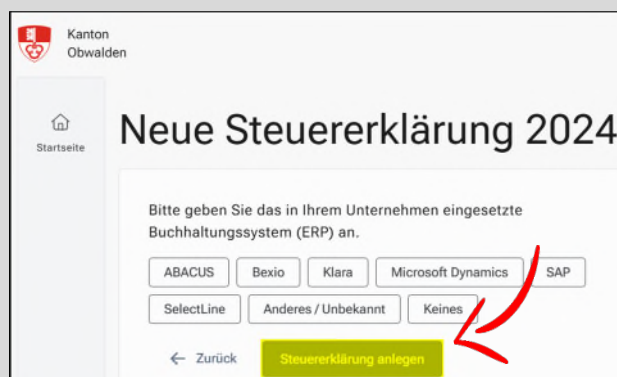 Kanton
Obwalden
Startseite
Neue Steuererklärung 2024
Bitte geben Sie das in Ihrem Unternehmen eingesetzte
Buchhaltungssystem (ERP) an.
ABACUS Bexio Klara Microsoft Dynamics SAP
SelectLine Anderes / Unbekannt Keines
← Zurück Steuererklärung anlegen